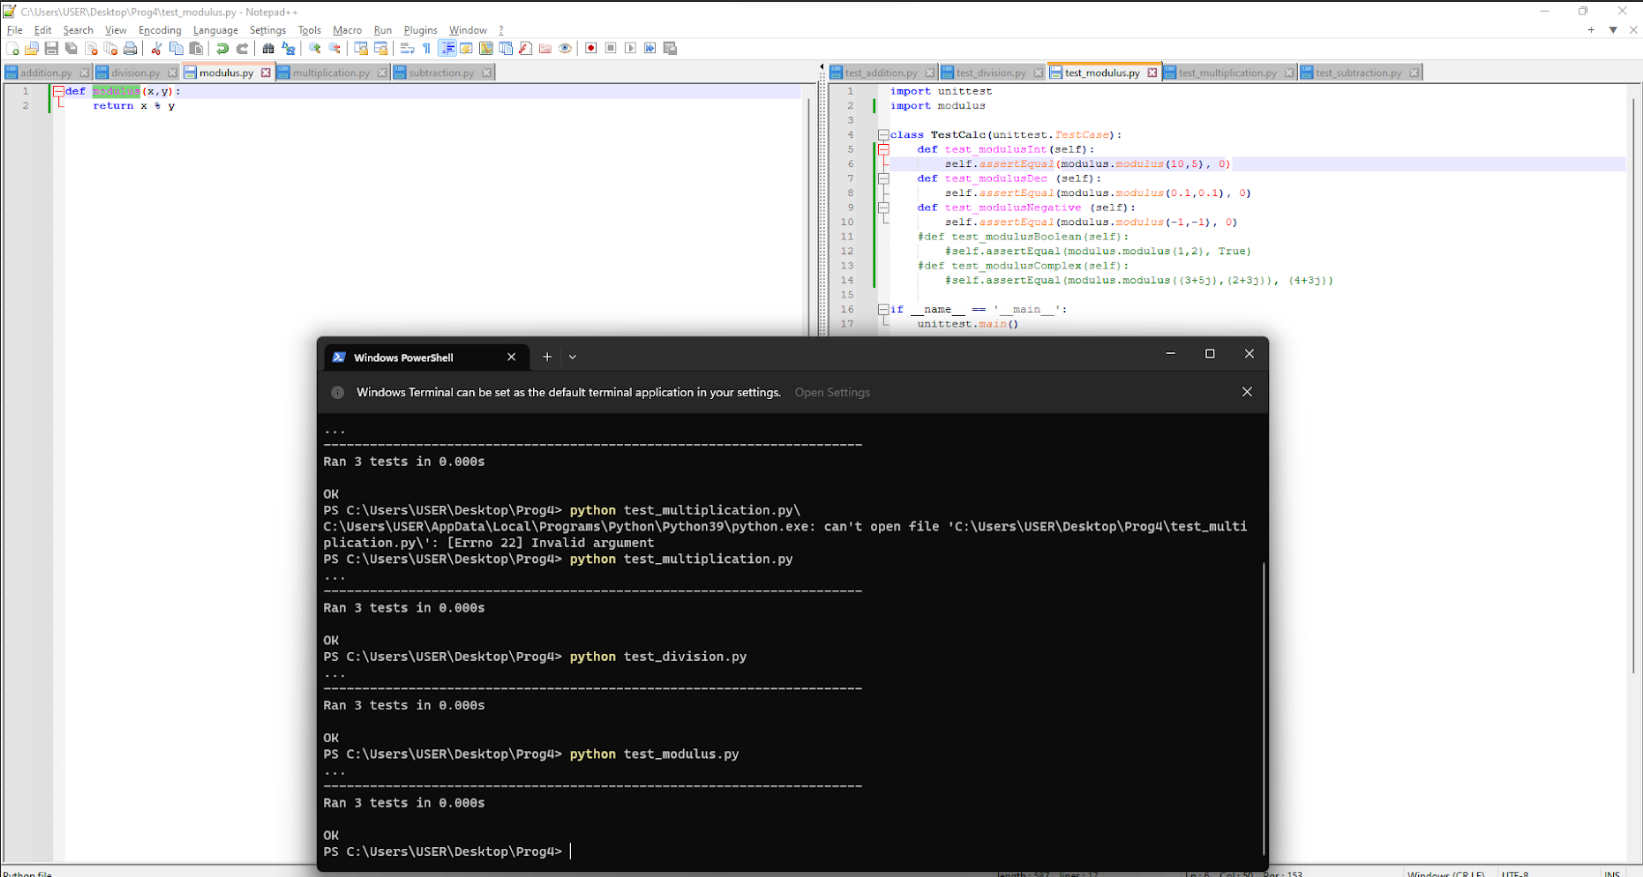 C:\Users\USER\Desktop\Prog4\test_modulus.py - Notepad++
File Edit Search View Encoding Language Settings Tools Macro Run Plugins Window ?
addition.py division.py modulus.py multiplication.py subtraction.py
1 def modulus(x,y):
2 return x % y
test_addition.py test_division.py test_modulus.py test_multiplication.py test_subtraction.py
1 import unittest
2 import modulus
3
4 class TestCalc(unittest.TestCase):
5 def test_modulusInt(self):
6 self.assertEqual(modulus.modulus(10,5), 0)
7 def test_modulusDec (self):
8 self.assertEqual(modulus.modulus(0.1,0.1), 0)
9 def test_modulusNegative (self):
10 self.assertEqual(modulus.modulus(-1,-1), 0)
11 #def test_modulusBoolean(self):
12 #self.assertEqual(modulus.modulus(1,2), True)
13 #def test_modulusComplex(self):
14 #self.assertEqual(modulus.modulus((3+5j),(2+3j)), (4+3j))
15
16 if __name__ == '__main__':
17 unittest.main()
Windows PowerShell
Windows Terminal can be set as the default terminal application in your settings. Open Settings
...
----------------------------------------------------------------------
Ran 3 tests in 0.000s
OK
PS C:\Users\USER\Desktop\Prog4> python test_multiplication.py\
C:\Users\USER\AppData\Local\Programs\Python\Python39\python.exe: can't open file 'C:\Users\USER\Desktop\Prog4\test_multi
plication.py\': [Errno 22] Invalid argument
PS C:\Users\USER\Desktop\Prog4> python test_multiplication.py
...
----------------------------------------------------------------------
Ran 3 tests in 0.000s
OK
PS C:\Users\USER\Desktop\Prog4> python test_division.py
...
----------------------------------------------------------------------
Ran 3 tests in 0.000s
OK
PS C:\Users\USER\Desktop\Prog4> python test_modulus.py
...
----------------------------------------------------------------------
Ran 3 tests in 0.000s
OK
PS C:\Users\USER\Desktop\Prog4>
Python file
Windows (CR LF) UTF-8 INS